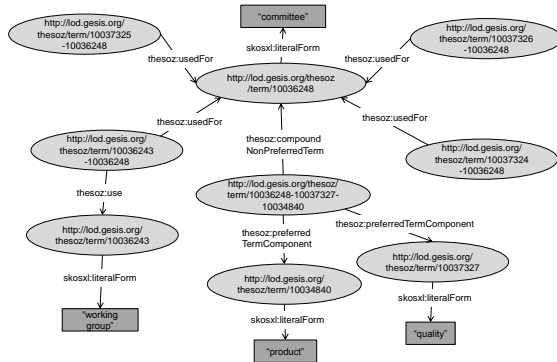 "committee"
http://lod.gesis.org/
thesoz/term/10037325
-10036248
http://lod.gesis.org/
thesoz/term/10037326
-10036248
skosxl:literalForm
thesoz:usedFor
thesoz:usedFor
http://lod.gesis.org/thesoz
/term/10036248
thesoz:usedFor
thesoz:usedFor
http://lod.gesis.org/
thesoz/term/10036243
-10036248
thesoz:compound
NonPreferredTerm
http://lod.gesis.org/
thesoz/term/10037324
-10036248
thesoz:use
http://lod.gesis.org/thesoz/
term/10036248-10037327-
10034840
thesoz:preferred
TermComponent
thesoz:preferredTermComponent
http://lod.gesis.org/
thesoz/term/10036243
http://lod.gesis.org/
thesoz/term/10037327
http://lod.gesis.org/
thesoz/term/10034840
skosxl:literalForm
skosxl:literalForm
skosxl:literalForm
"working
group"
"quality"
"product"